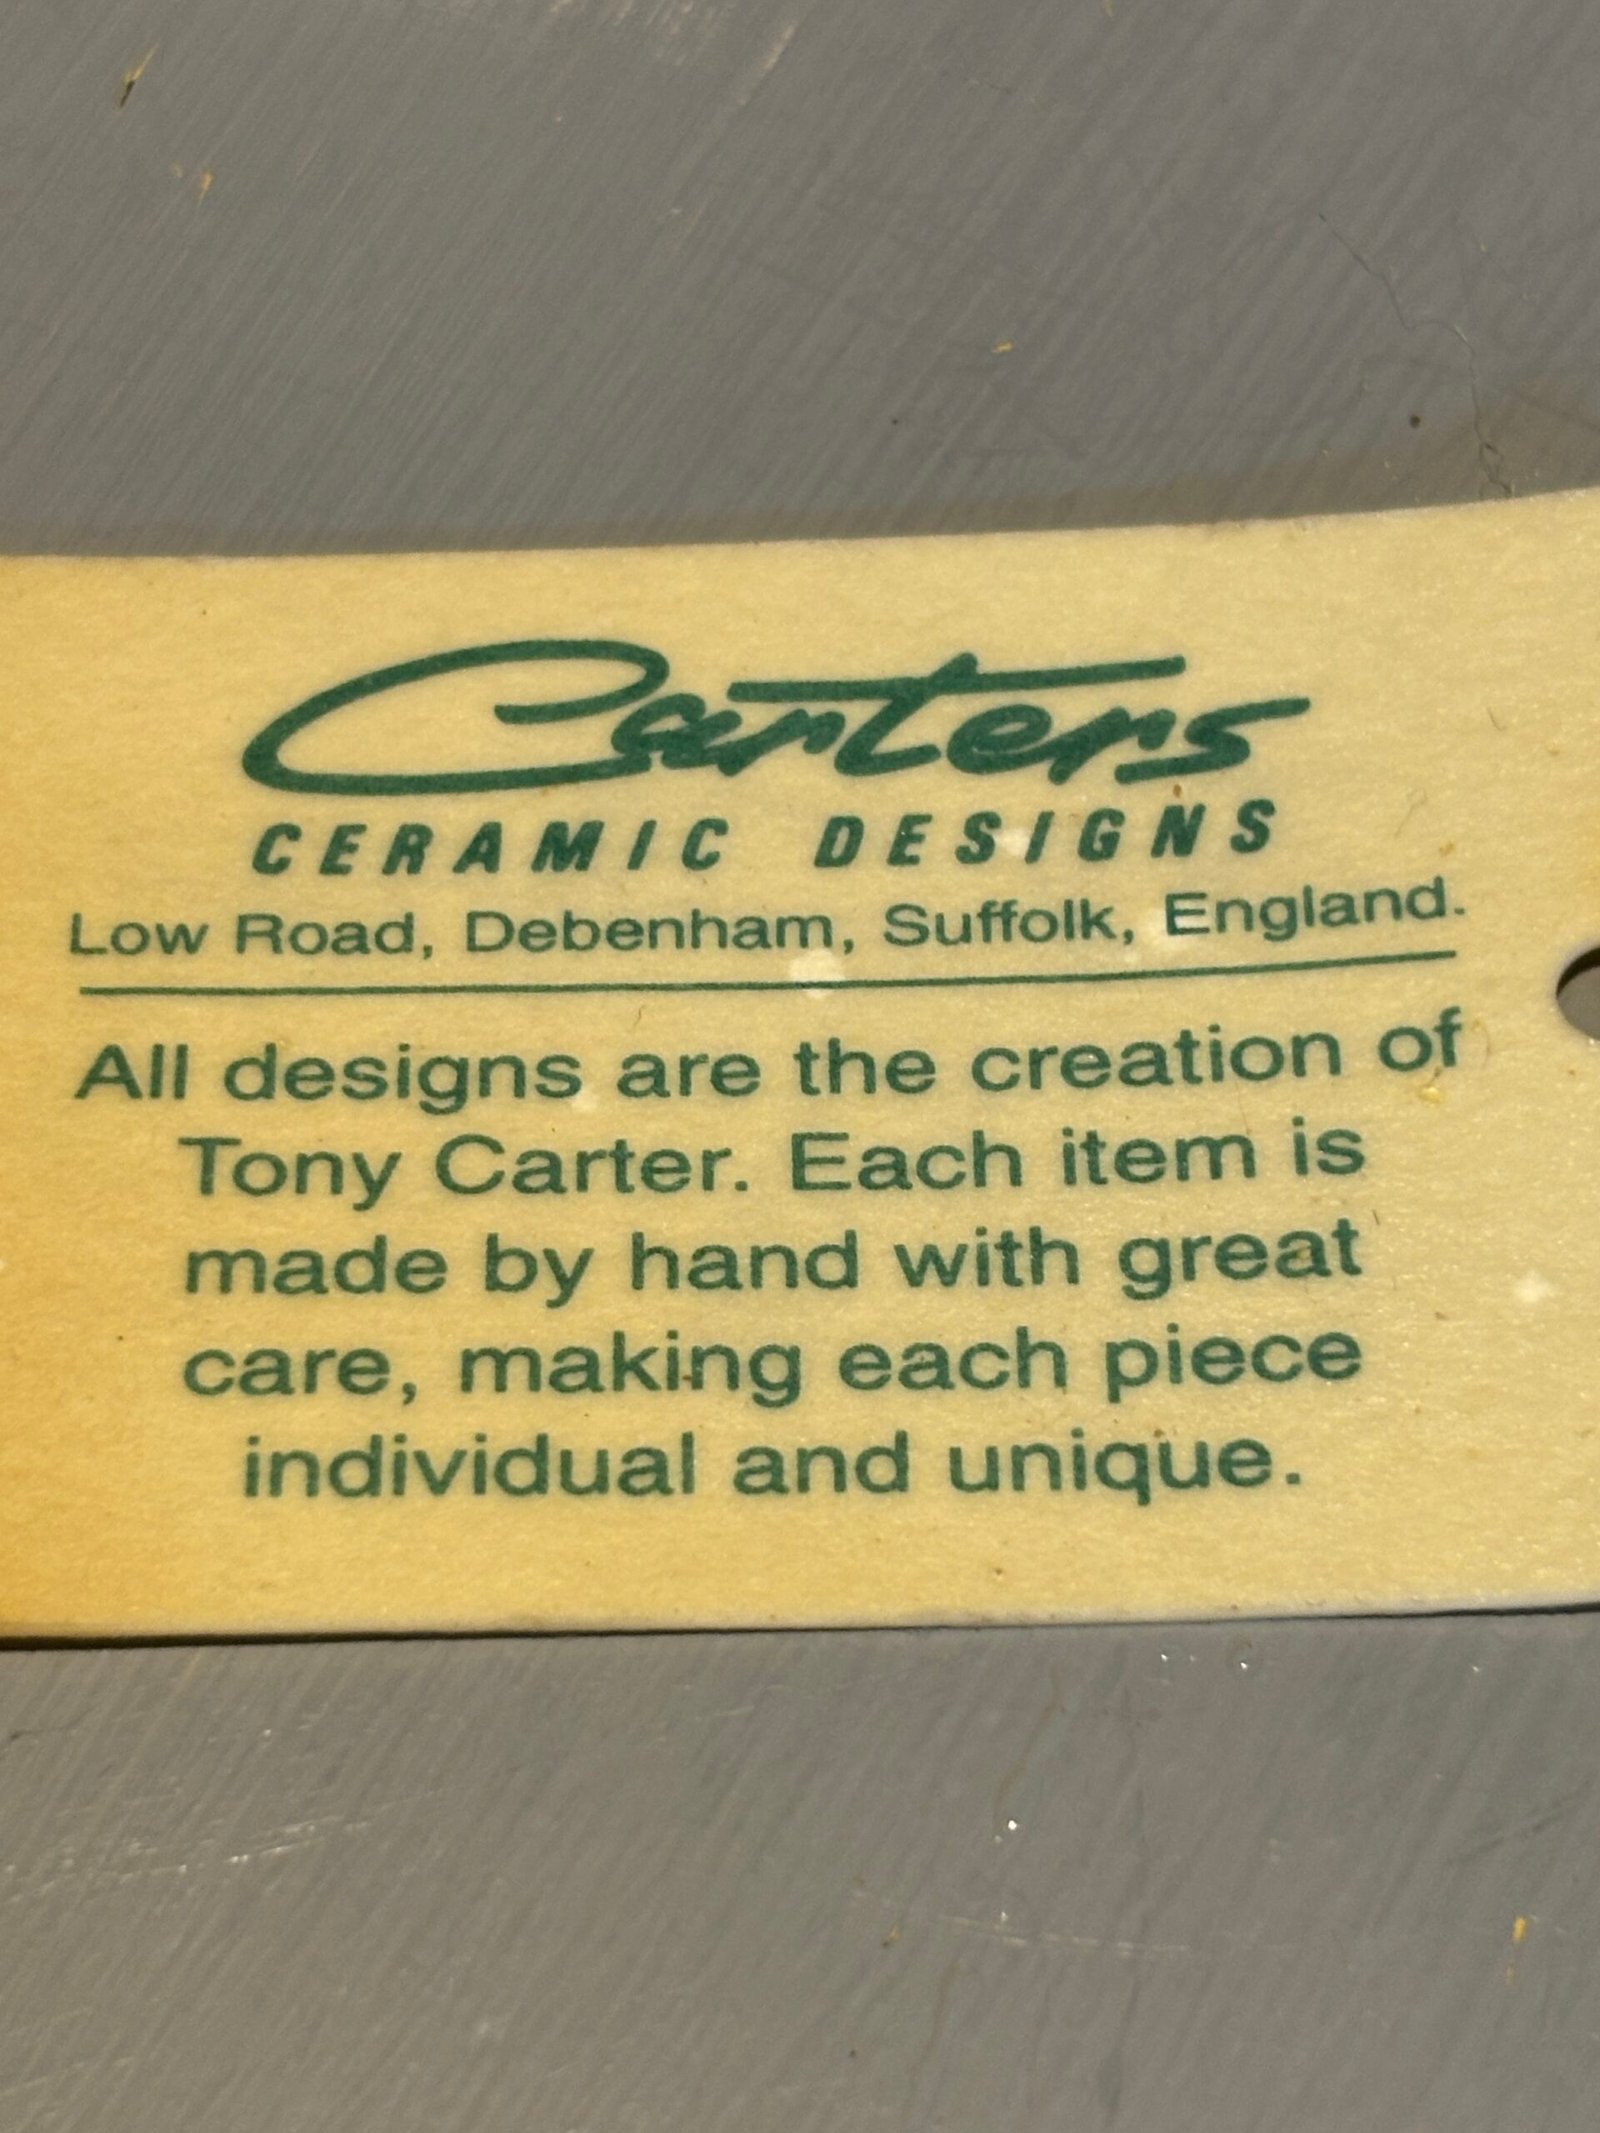 Carters
CERAMIC DESIGNS
Low Road, Debenham, Suffolk, England.
All designs are the creation of
Tony Carter. Each item is
made by hand with great
care, making each piece
individual and unique.